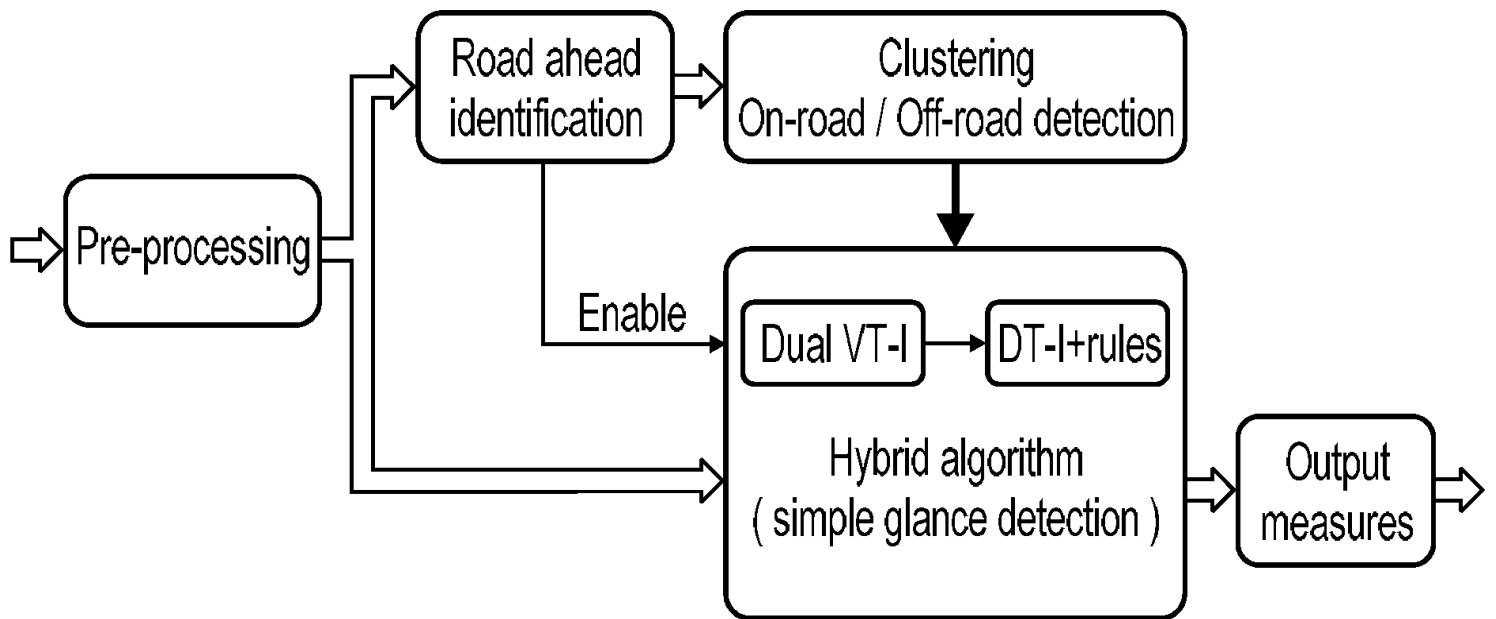 Road ahead
identification
Clustering
On-road / Off-road detection
Pre-processing
Enable
Dual VT-I
DT-I+rules
Hybrid algorithm
( simple glance detection )
Output
measures